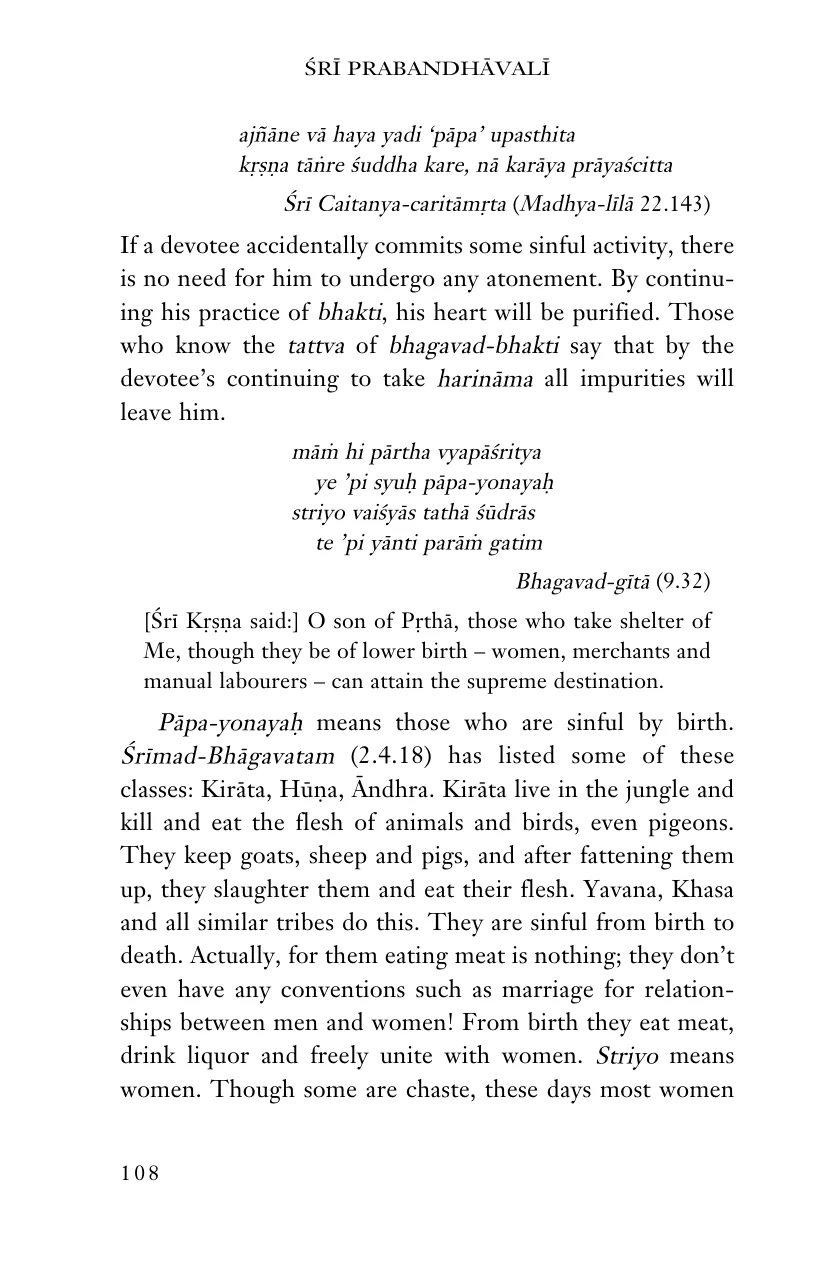 ŚRĪ PRABANDHĀVALĪ
ajñāne vā haya yadi ‘pāpa’ upasthita
kṛṣṇa tāṅre śuddha kare, nā karāya prāyaścitta
Śrī Caitanya-caritāmṛta (Madhya-līlā 22.143)
If a devotee accidentally commits some sinful activity, there
is no need for him to undergo any atonement. By continu-
ing his practice of bhakti, his heart will be purified. Those
who know the tattva of bhagavad-bhakti say that by the
devotee’s continuing to take harināma all impurities will
leave him.
māṁ hi pārtha vyapāśritya
ye ’pi syuḥ pāpa-yonayaḥ
striyo vaiśyās tathā śūdrās
te ’pi yānti parāṁ gatim
Bhagavad-gītā (9.32)
[Śrī Kṛṣṇa said:] O son of Pṛthā, those who take shelter of
Me, though they be of lower birth – women, merchants and
manual labourers – can attain the supreme destination.
Pāpa-yonayaḥ means those who are sinful by birth.
Śrīmad-Bhāgavatam (2.4.18) has listed some of these
classes: Kirāta, Hūṇa, Āndhra. Kirāta live in the jungle and
kill and eat the flesh of animals and birds, even pigeons.
They keep goats, sheep and pigs, and after fattening them
up, they slaughter them and eat their flesh. Yavana, Khasa
and all similar tribes do this. They are sinful from birth to
death. Actually, for them eating meat is nothing; they don’t
even have any conventions such as marriage for relation-
ships between men and women! From birth they eat meat,
drink liquor and freely unite with women. Striyo means
women. Though some are chaste, these days most women
108